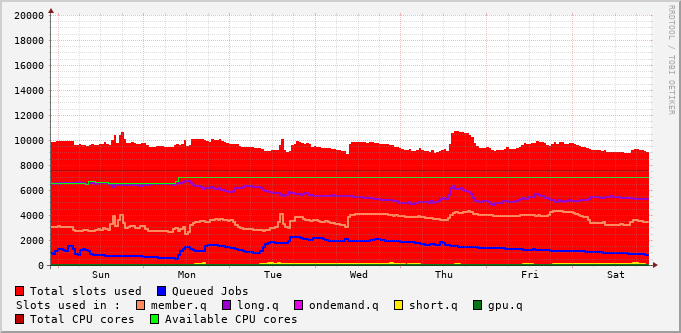 20000
18000
16000
14000
12000
10000
8000
6000
4000
2000
0
Sun Mon Tue Wed Thu Fri Sat
RRDTOOL / TOBI OETIKER
Total slots used Queued Jobs
Slots used in : member.q long.q ondemand.q short.q gpu.q
Total CPU cores Available CPU cores